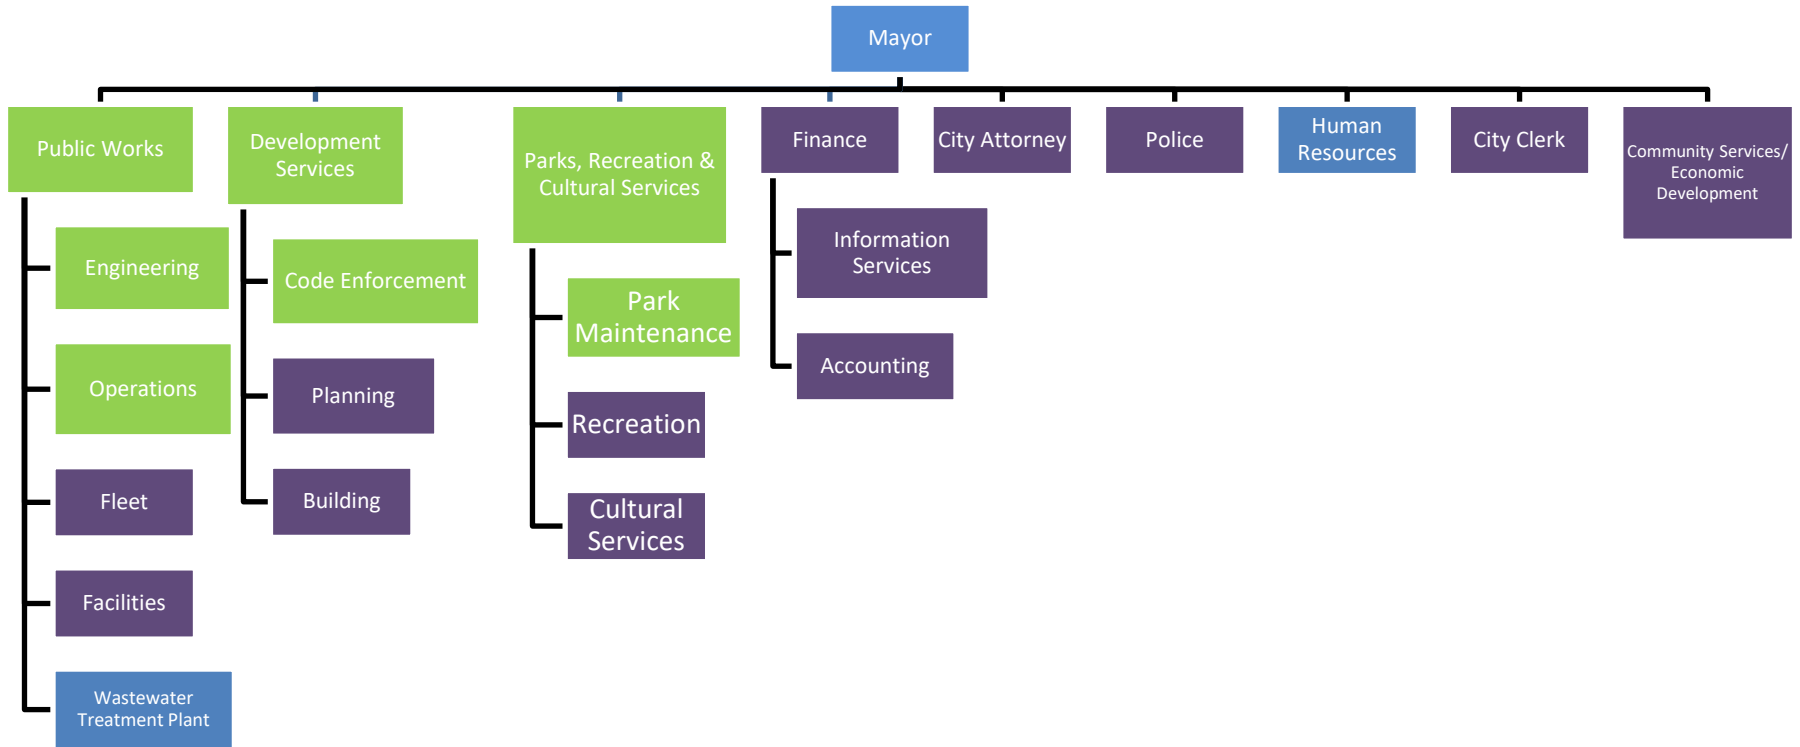 Mayor
Public Works
Development
Services
Parks, Recreation &
Cultural Services
Finance
City Attorney
Police
Human
Resources
City Clerk
Community Services/
Economic
Development
Engineering
Operations
Fleet
Facilities
Wastewater
Treatment Plant
Code Enforcement
Planning
Building
Park
Maintenance
Recreation
Cultural
Services
Information
Services
Accounting